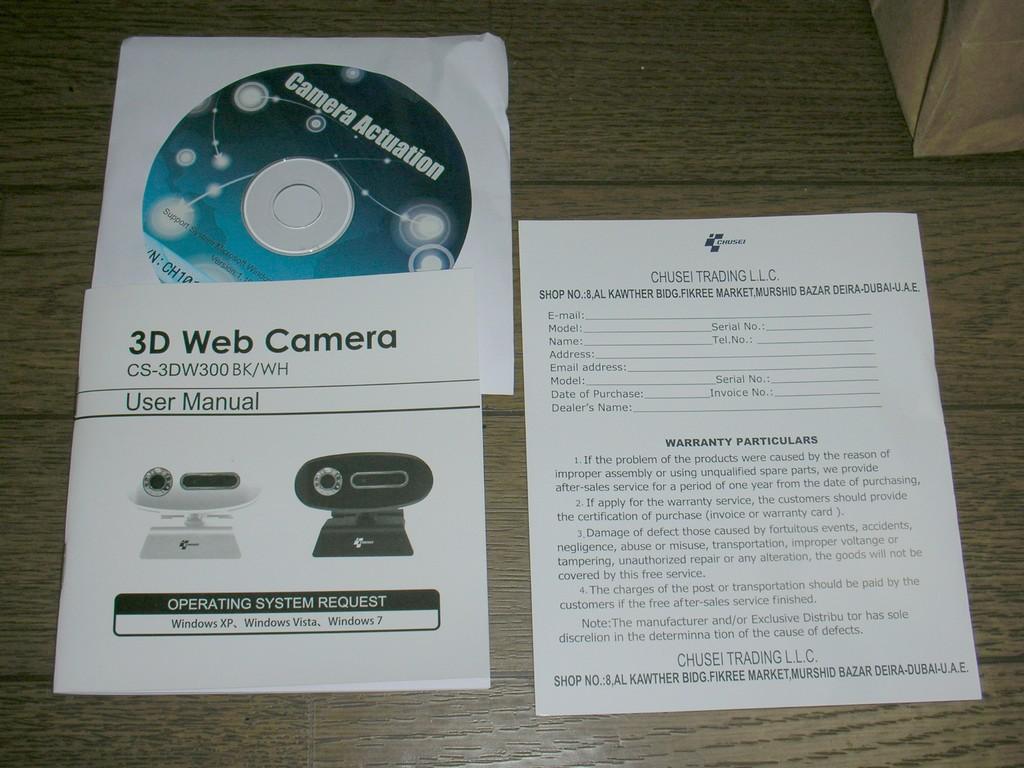 Camera Actuation
Support System: Microsoft Windo
Version:1.
/N: CH10
3D Web Camera
CS-3DW300 BK/WH
User Manual
OPERATING SYSTEM REQUEST
Windows XP、Windows Vista、Windows 7
CHUSEI
CHUSEI TRADING L.L.C.
SHOP NO.:8,AL KAWTHER BIDG.FIKREE MARKET,MURSHID BAZAR DEIRA-DUBAI-U.A.E.
E-mail:
Model: Serial No.:
Name: Tel.No.:
Address:
Email address:
Model: Serial No.:
Date of Purchase: Invoice No.:
Dealer's Name:
WARRANTY PARTICULARS
1. If the problem of the products were caused by the reason of
improper assembly or using unqualified spare parts, we provide
after-sales service for a period of one year from the date of purchasing,
2. If apply for the warranty service, the customers should provide
the certification of purchase (invoice or warranty card ).
3. Damage of defect those caused by fortuitous events, accidents,
negligence, abuse or misuse, transportation, improper voltange or
tampering, unauthorized repair or any alteration, the goods will not be
covered by this free service.
4. The charges of the post or transportation should be paid by the
customers if the free after-sales service finished.
Note:The manufacturer and/or Exclusive Distribu tor has sole
discrelion in the determinna tion of the cause of defects.
CHUSEI TRADING L.L.C.
SHOP NO.:8,AL KAWTHER BIDG.FIKREE MARKET,MURSHID BAZAR DEIRA-DUBAI-U.A.E.